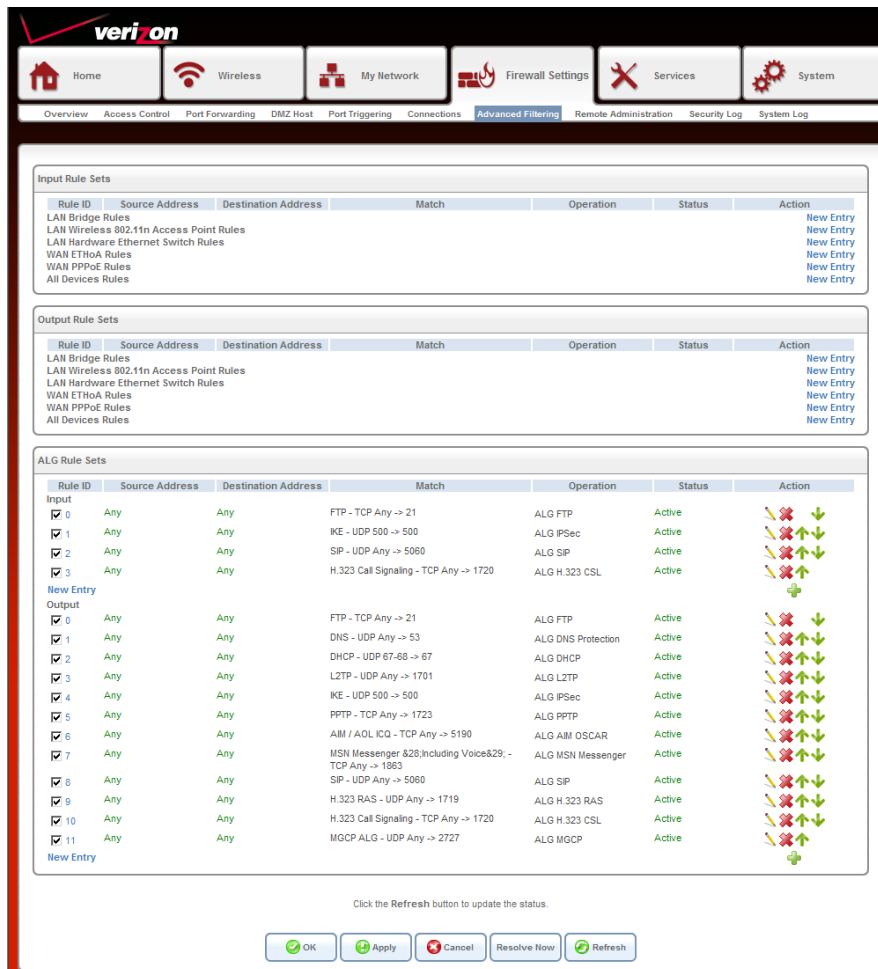 verizon
Home Wireless My Network Firewall Settings Services System
Overview Access Control Port Forwarding DMZ Host Port Triggering Connections Advanced Filtering Remote Administration Security Log System Log
Input Rule Sets
Rule ID Source Address Destination Address Match Operation Status Action
LAN Bridge Rules New Entry
LAN Wireless 802.11n Access Point Rules New Entry
LAN Hardware Ethernet Switch Rules New Entry
WAN ETHoA Rules New Entry
WAN PPPoE Rules New Entry
All Devices Rules New Entry
Output Rule Sets
Rule ID Source Address Destination Address Match Operation Status Action
LAN Bridge Rules New Entry
LAN Wireless 802.11n Access Point Rules New Entry
LAN Hardware Ethernet Switch Rules New Entry
WAN ETHoA Rules New Entry
WAN PPPoE Rules New Entry
All Devices Rules New Entry
ALG Rule Sets
Rule ID Source Address Destination Address Match Operation Status Action
Input
0 Any Any FTP - TCP Any -> 21 ALG FTP Active
1 Any Any IKE - UDP 500 -> 500 ALG IPSec Active
2 Any Any SIP - UDP Any -> 5060 ALG SIP Active
3 Any Any H.323 Call Signaling - TCP Any -> 1720 ALG H.323 CSL Active
New Entry
Output
0 Any Any FTP - TCP Any -> 21 ALG FTP Active
1 Any Any DNS - UDP Any -> 53 ALG DNS Protection Active
2 Any Any DHCP - UDP 67-68 -> 67 ALG DHCP Active
3 Any Any L2TP - UDP Any -> 1701 ALG L2TP Active
4 Any Any IKE - UDP 500 -> 500 ALG IPSec Active
5 Any Any PPTP - TCP Any -> 1723 ALG PPTP Active
6 Any Any AIM / AOL ICQ - TCP Any -> 5190 ALG AIM OSCAR Active
7 Any Any MSN Messenger &28;Including Voice&29; - ALG MSN Messenger Active
TCP Any -> 1863
8 Any Any SIP - UDP Any -> 5060 ALG SIP Active
9 Any Any H.323 RAS - UDP Any -> 1719 ALG H.323 RAS Active
10 Any Any H.323 Call Signaling - TCP Any -> 1720 ALG H.323 CSL Active
11 Any Any MGCP ALG - UDP Any -> 2727 ALG MGCP Active
New Entry
Click the Refresh button to update the status.
OK Apply Cancel Resolve Now Refresh